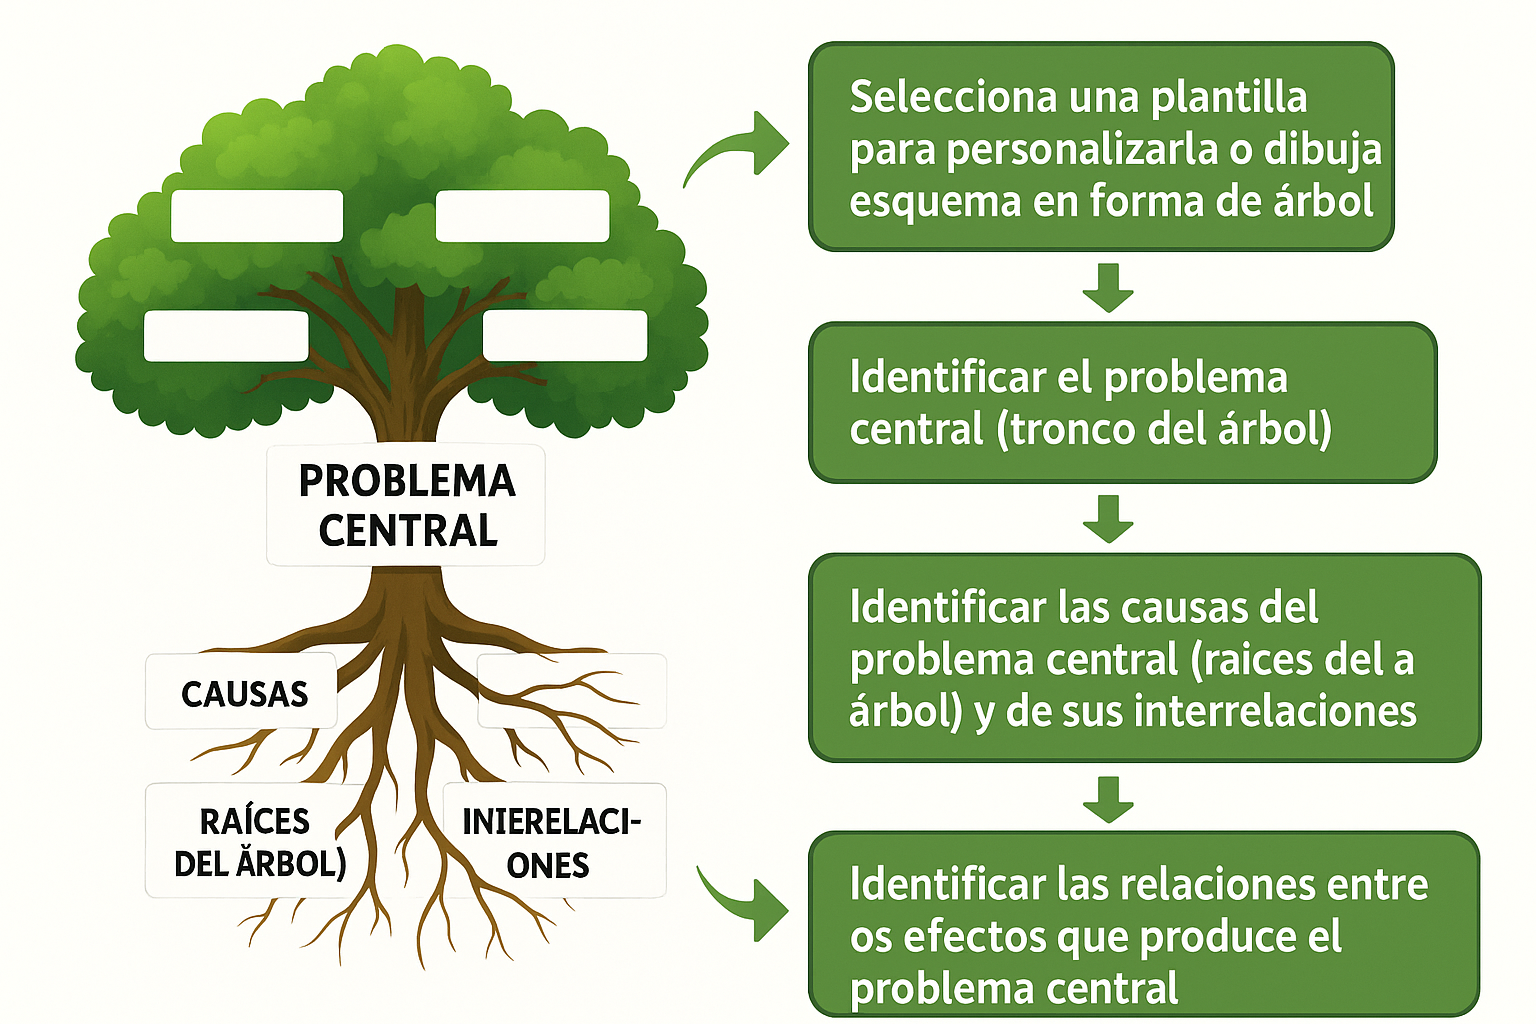 PROBLEMA
CENTRAL
CAUSAS
RAÍCES
DEL ĂRBOL)
INIERELACI-
ONES
Selecciona una plantilla
para personalizarla o dibuja
esquema en forma de árbol
Identificar el problema
central (tronco del árbol)
Identificar las causas del
problema central (raices del a
árbol) y de sus interrelaciones
Identificar las relaciones entre
os efectos que produce el
problema central